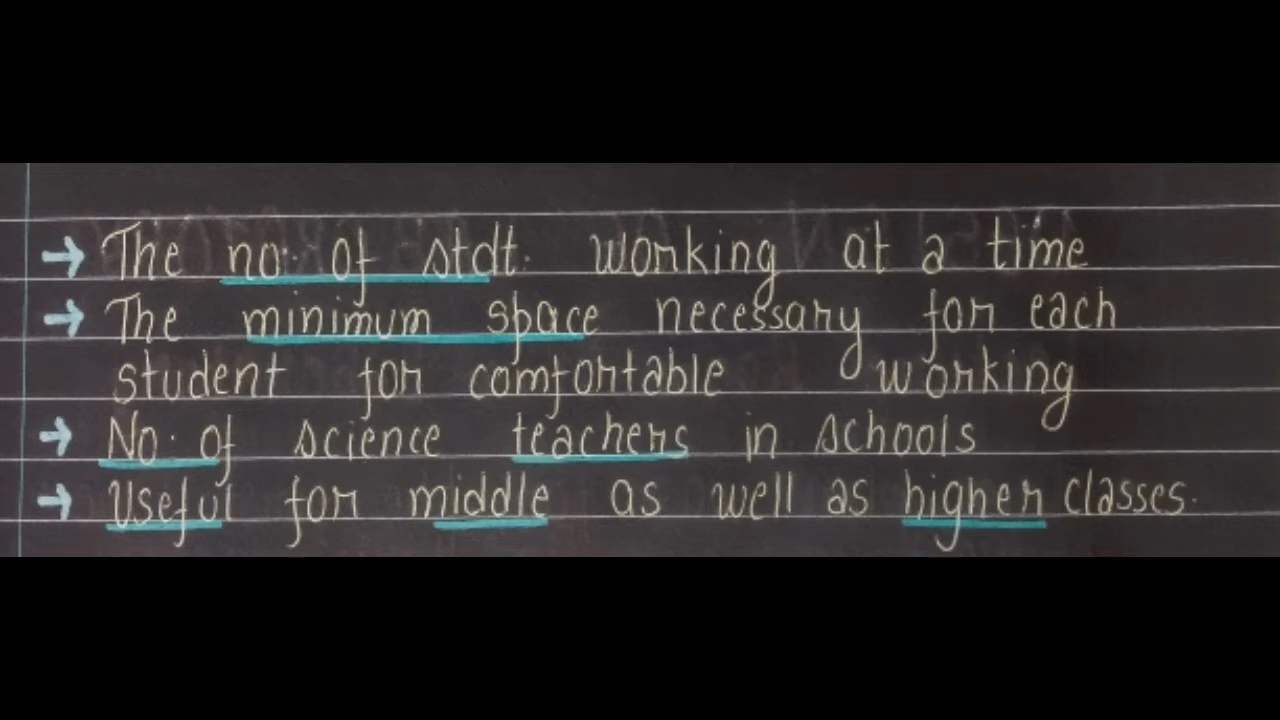 → The no. of stdt. working at a time
→ The minimum space necessary for each
student for comfortable working
→ No. of science teachers in schools
→ Useful for middle as well as higher classes.